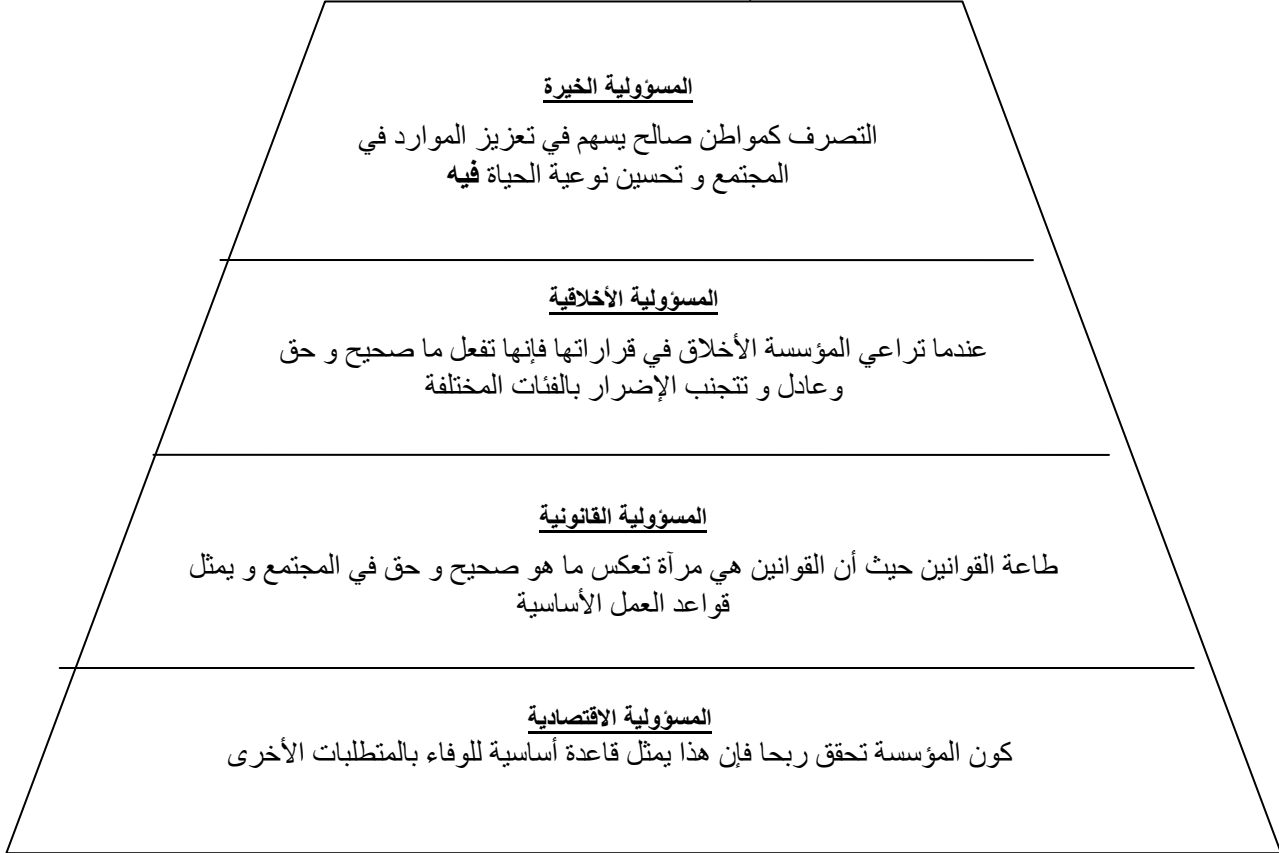 المسؤولية الخيرة
التصرف كمواطن صالح يسهم في تعزيز الموارد في
المجتمع و تحسين نوعية الحياة فيه
المسؤولية الأخلاقية
عندما تراعي المؤسسة الأخلاق في قراراتها فإنها تفعل ما صحيح و حق
وعادل و تتجنب الإضرار بالفئات المختلفة
المسؤولية القانونية
طاعة القوانين حيث أن القوانين هي مرآة تعكس ما هو صحيح و حق في المجتمع و يمثل
قواعد العمل الأساسية
المسؤولية الاقتصادية
كون المؤسسة تحقق ربحا فإن هذا يمثل قاعدة أساسية للوفاء بالمتطلبات الأخرى